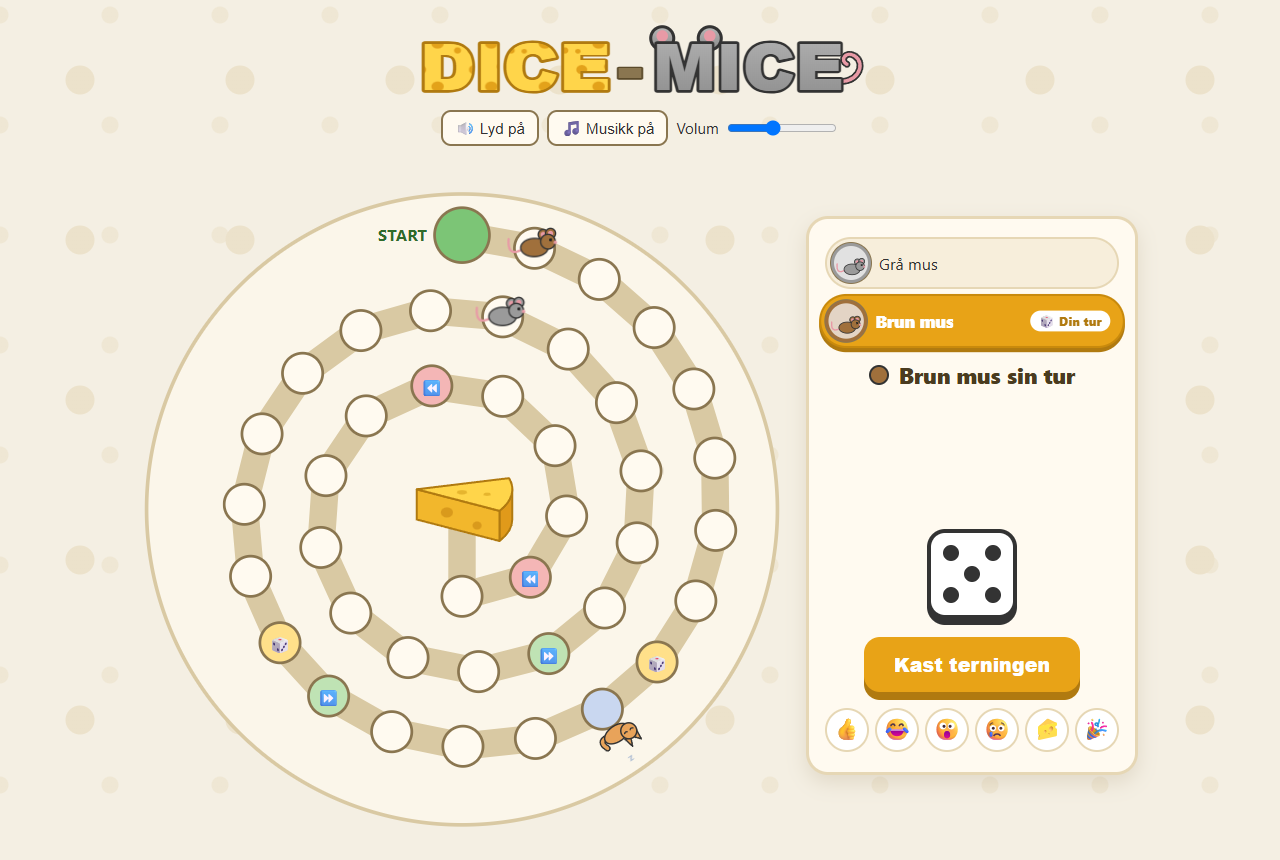 DICE-MICE
Lyd på
Musikk på
Volum
START
Grå mus
Brun mus
Din tur
Brun mus sin tur
Kast terningen
z